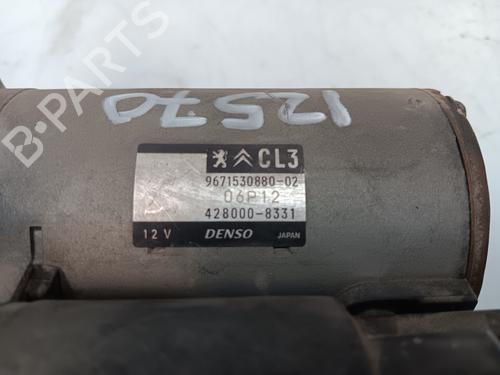 12570
B-PARTS
CL3
9671530880-02
06P12
428000-8331
12 V DENSO JAPAN